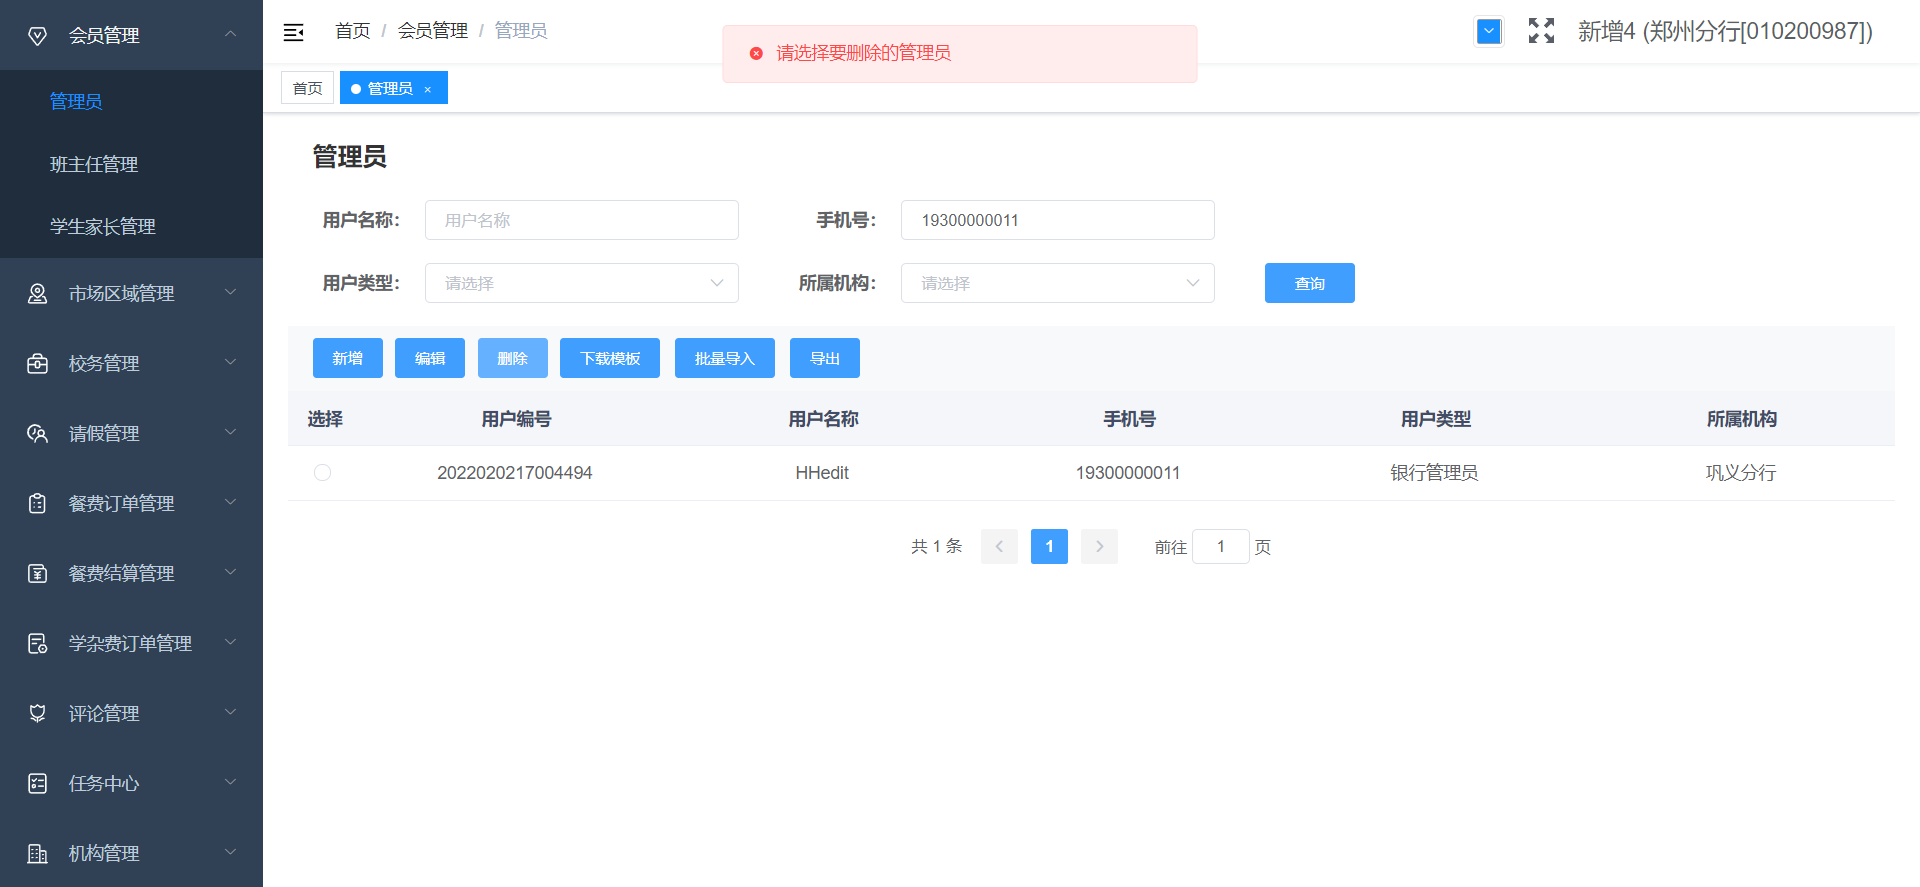 会员管理
管理员
班主任管理
学生家长管理
市场区域管理
校务管理
请假管理
餐费订单管理
餐费结算管理
学杂费订单管理
评论管理
任务中心
机构管理
首页 / 会员管理 / 管理员
请选择要删除的管理员
新增4 (郑州分行[010200987])
首页
管理员 ×
管理员
用户名称： 用户名称 手机号： 19300000011
用户类型： 请选择 所属机构： 请选择 查询
新增 编辑 删除 下载模板 批量导入 导出
选择 用户编号 用户名称 手机号 用户类型 所属机构
2022020217004494 HHedit 19300000011 银行管理员 巩义分行
共 1 条 1 前往 1 页